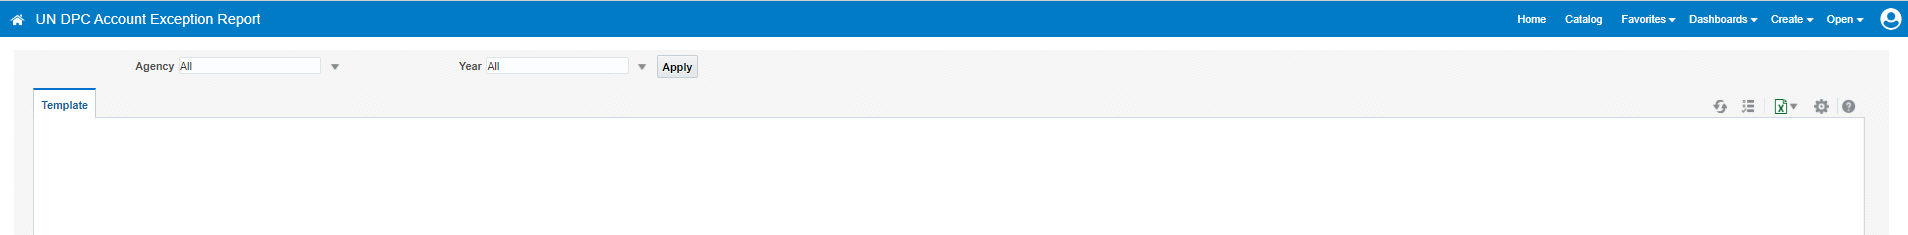 UN DPC Account Exception Report Home Catalog Favorites Dashboards Create Open
Agency All Year All Apply
Template